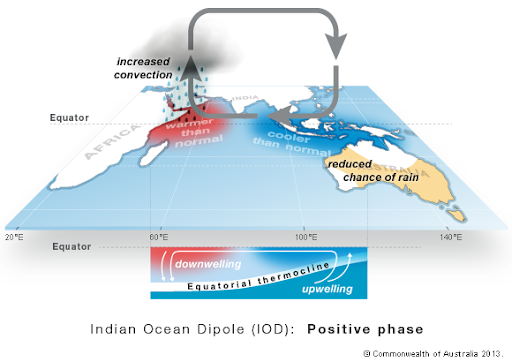 increased
convection
INDIA
Equator
AFRICA
warmer
than
normal
cooler
than
normal
AUSTRALIA
reduced
chance of rain
20°E
60°E
100°E
140°E
Equator
downwelling
Equatorial thermocline
upwelling
Indian Ocean Dipole (IOD): Positive phase
© Commonwealth of Australia 2013.